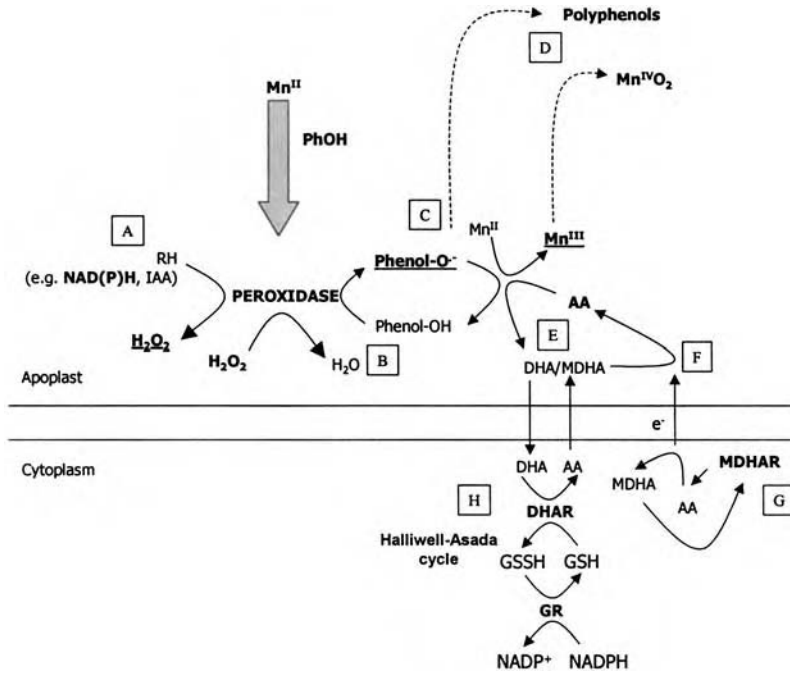 Polyphenols
D
Mn^IV O₂
Mn^II
PhOH
A
C
Mn^II
Mn^III
RH
(e.g. NAD(P)H, IAA)
Phenol-O·-
PEROXIDASE
AA
Phenol-OH
H₂O₂
H₂O₂
H₂O
B
E
DHA/MDHA
F
Apoplast
e-
Cytoplasm
DHA
AA
MDHA
MDHAR
AA
G
H
DHAR
Halliwell-Asada
cycle
GSSH
GSH
GR
NADP+
NADPH